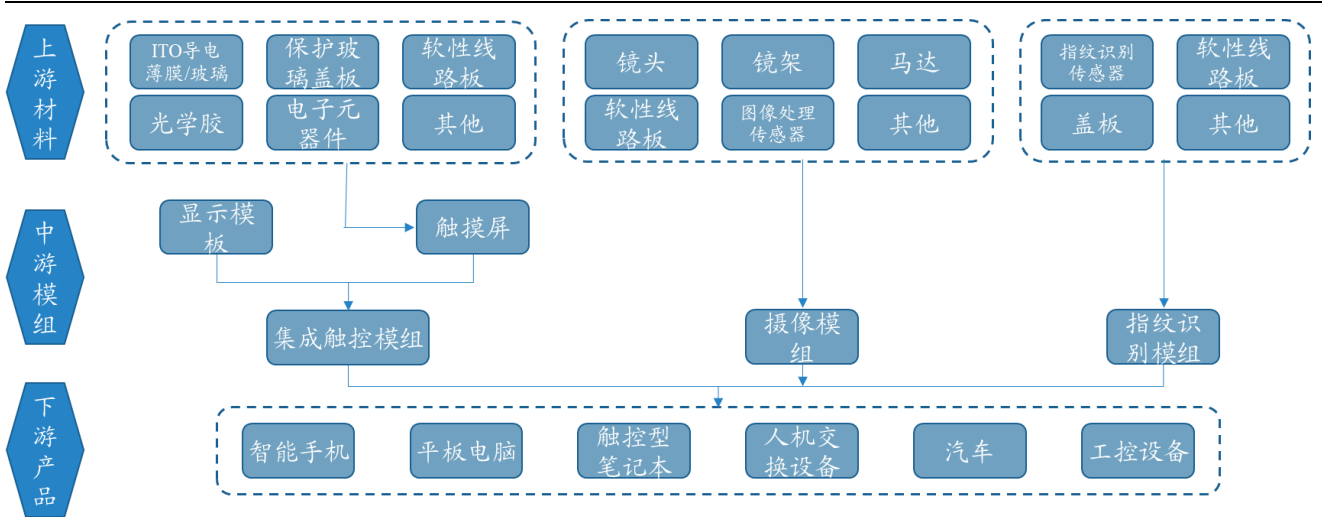 上
游
材
料
ITO导电
薄膜/玻璃
保护玻
璃盖板
软性线
路板
光学胶
电子元
器件
其他
镜头
镜架
马达
软性线
路板
图像处理
传感器
其他
指纹识别
传感器
软性线
路板
盖板
其他
中
游
模
组
显示模
板
触摸屏
集成触控模组
摄像模
组
指纹识
别模组
下
游
产
品
智能手机
平板电脑
触控型
笔记本
人机交
换设备
汽车
工控设备